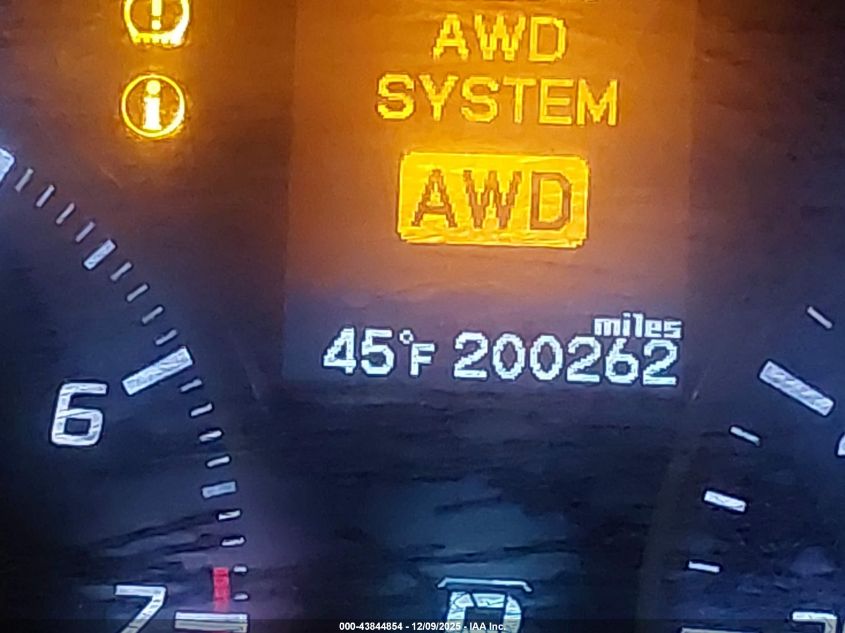 !
AWD
i
SYSTEM
AWD
miles
45°F 200262
6
7
000-43844854 - 12/09/2025 - IAA Inc.